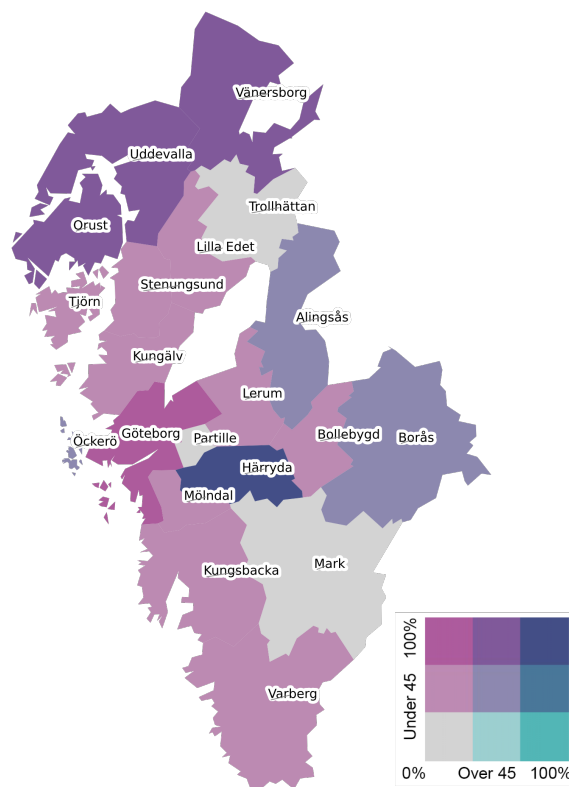 Vänersborg
Uddevalla
Trollhättan
Orust
Lilla Edet
Stenungsund
Tjörn
Alingsås
Kungälv
Lerum
Göteborg
Partille
Bollebygd
Borås
Öckerö
Härryda
Mölndal
Mark
Kungsbacka
Varberg
100%
Under 45
0%
Over 45
100%